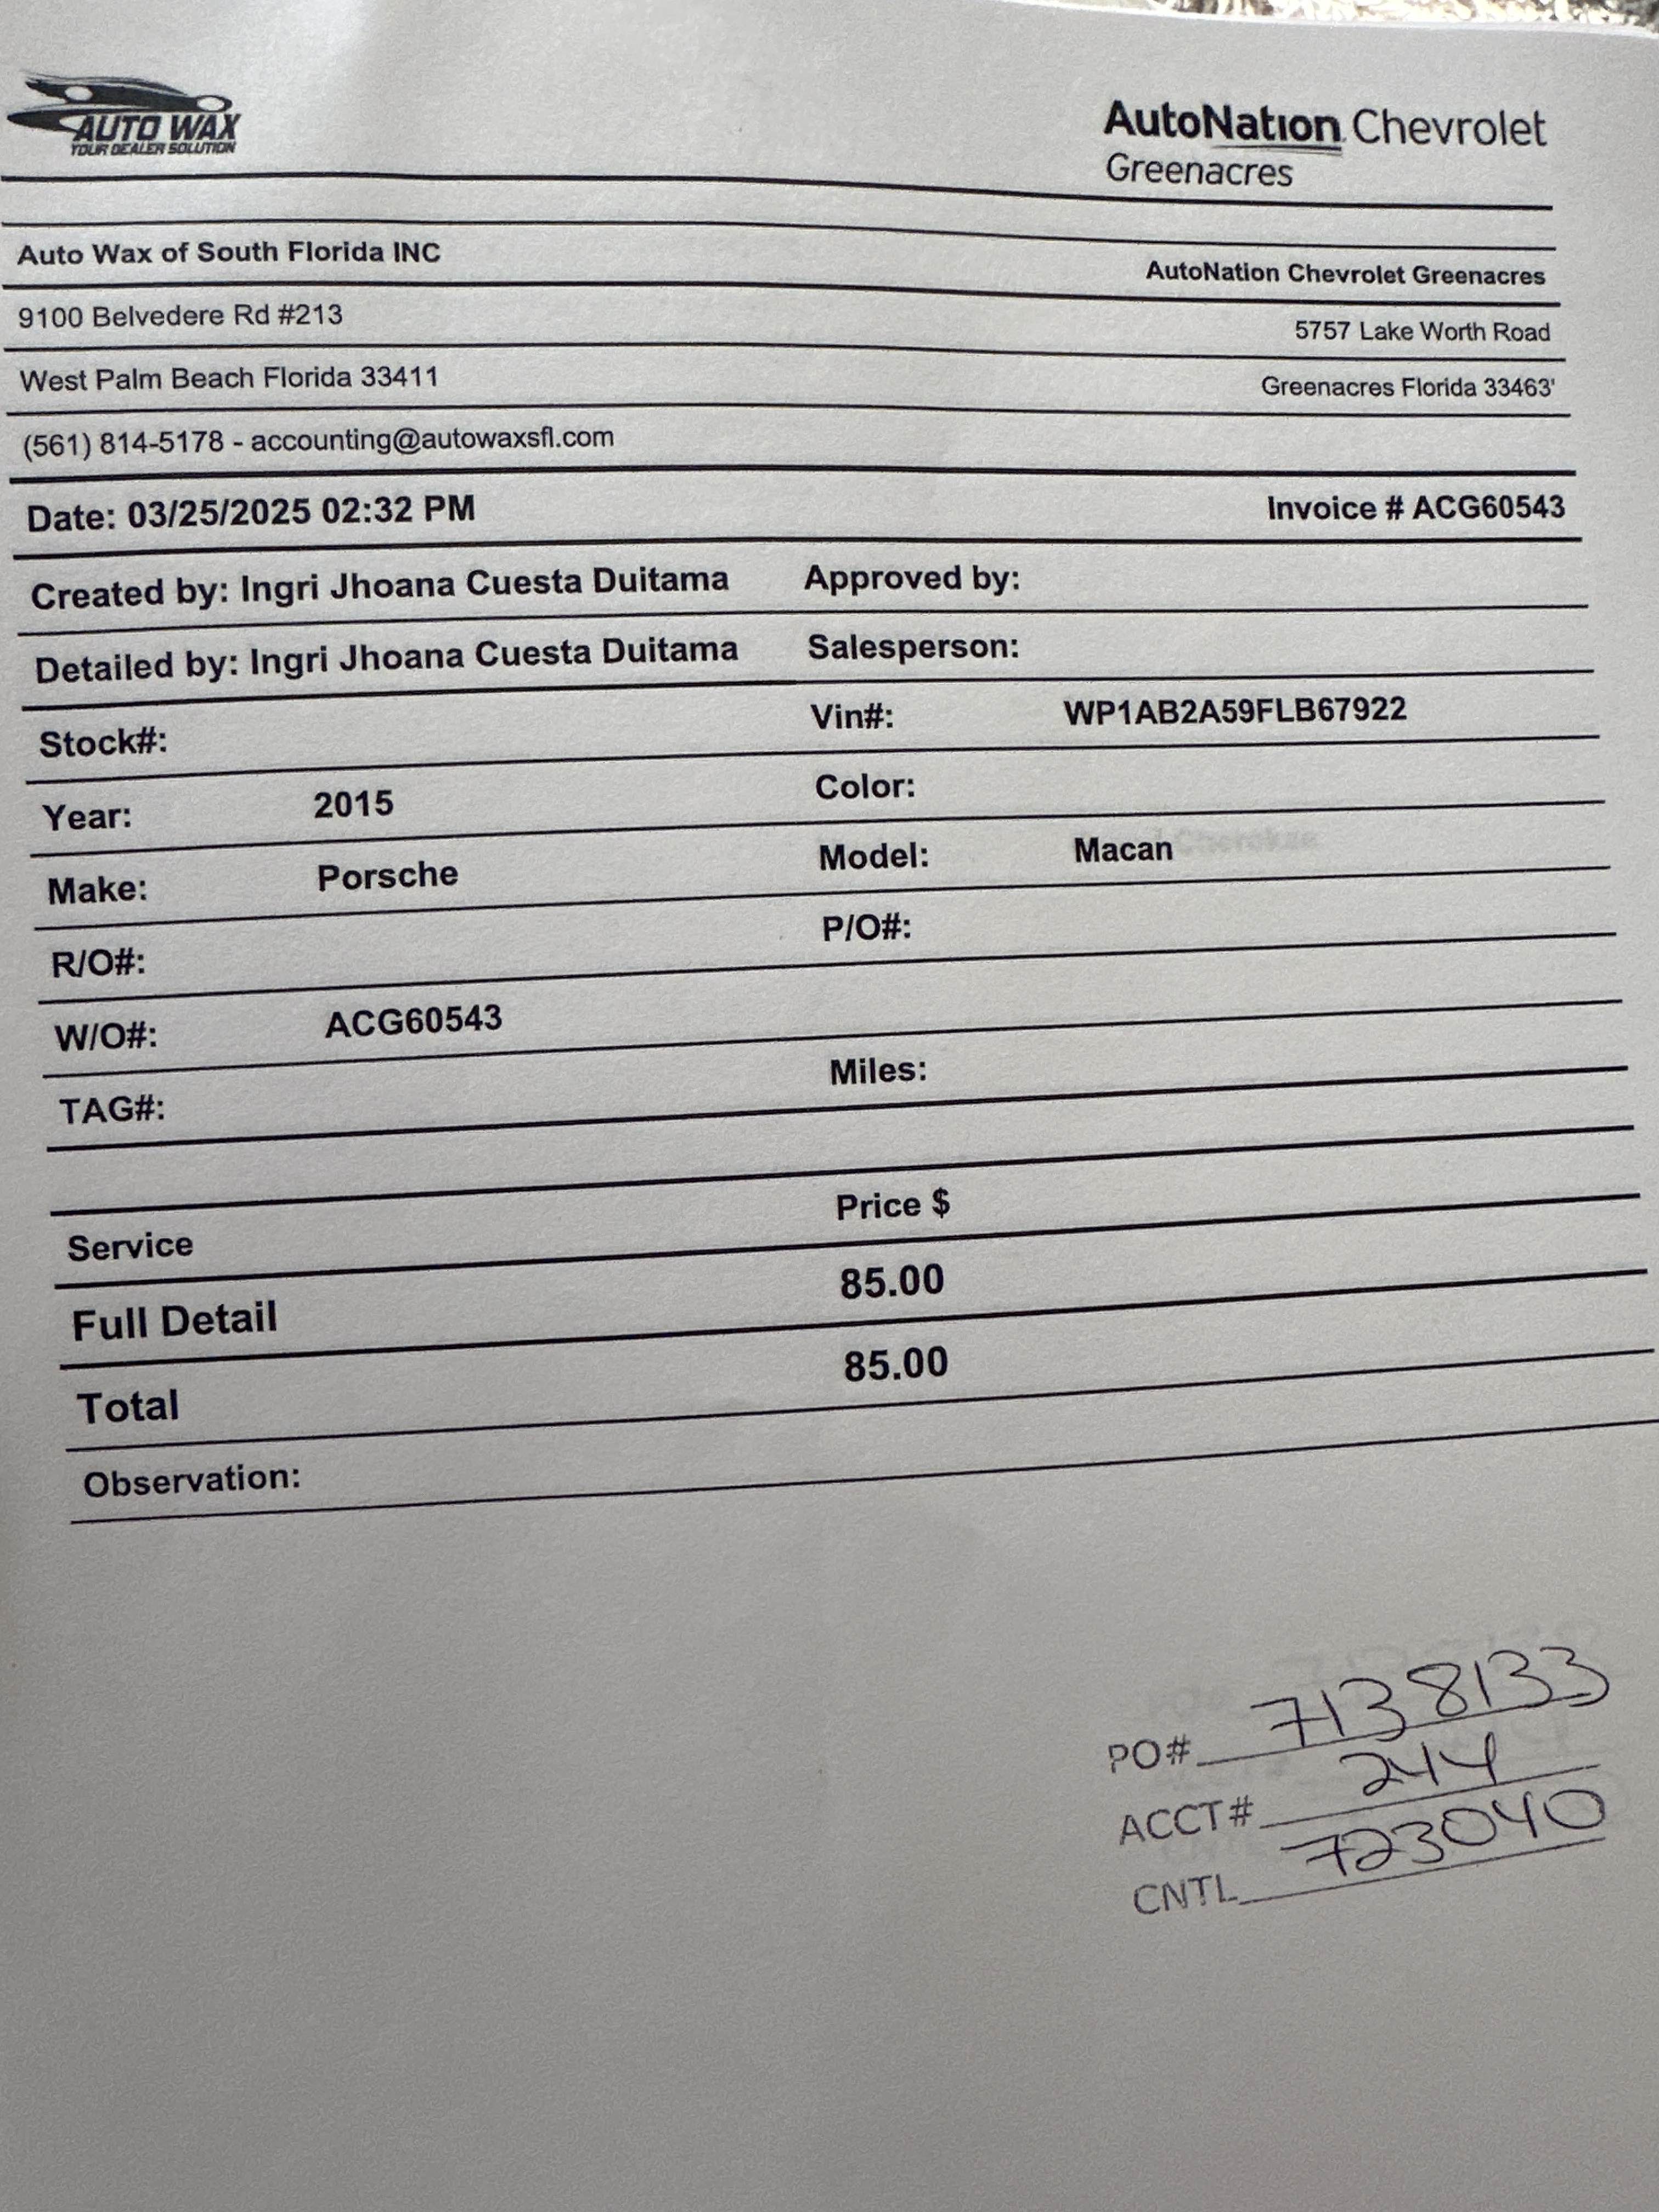 AUTO WAX
YOUR DEALER SOLUTION
AutoNation Chevrolet
Greenacres
Auto Wax of South Florida INC
AutoNation Chevrolet Greenacres
9100 Belvedere Rd #213
5757 Lake Worth Road
West Palm Beach Florida 33411
Greenacres Florida 33463'
(561) 814-5178 - accounting@autowaxsfl.com
Date: 03/25/2025 02:32 PM Invoice # ACG60543
Created by: Ingri Jhoana Cuesta Duitama Approved by:
Detailed by: Ingri Jhoana Cuesta Duitama Salesperson:
Stock#: Vin#: WP1AB2A59FLB67922
Year: 2015 Color:
Make: Porsche Model: Macan Cherokee
R/O#: P/O#:
W/O#: ACG60543
TAG#: Miles:
Service Price $
Full Detail 85.00
Total 85.00
Observation:
PO# 7138133
ACCT# 244
CNTL 723040